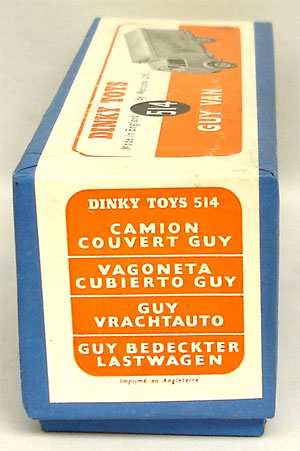 DINKY TOYS
Made in England by Meccano Ltd.
514
GUY VAN
DINKY TOYS 514
CAMION
COUVERT GUY
VAGONETA
CUBIERTO GUY
GUY
VRACHTAUTO
GUY BEDECKTER
LASTWAGEN
Imprimé en Angleterre